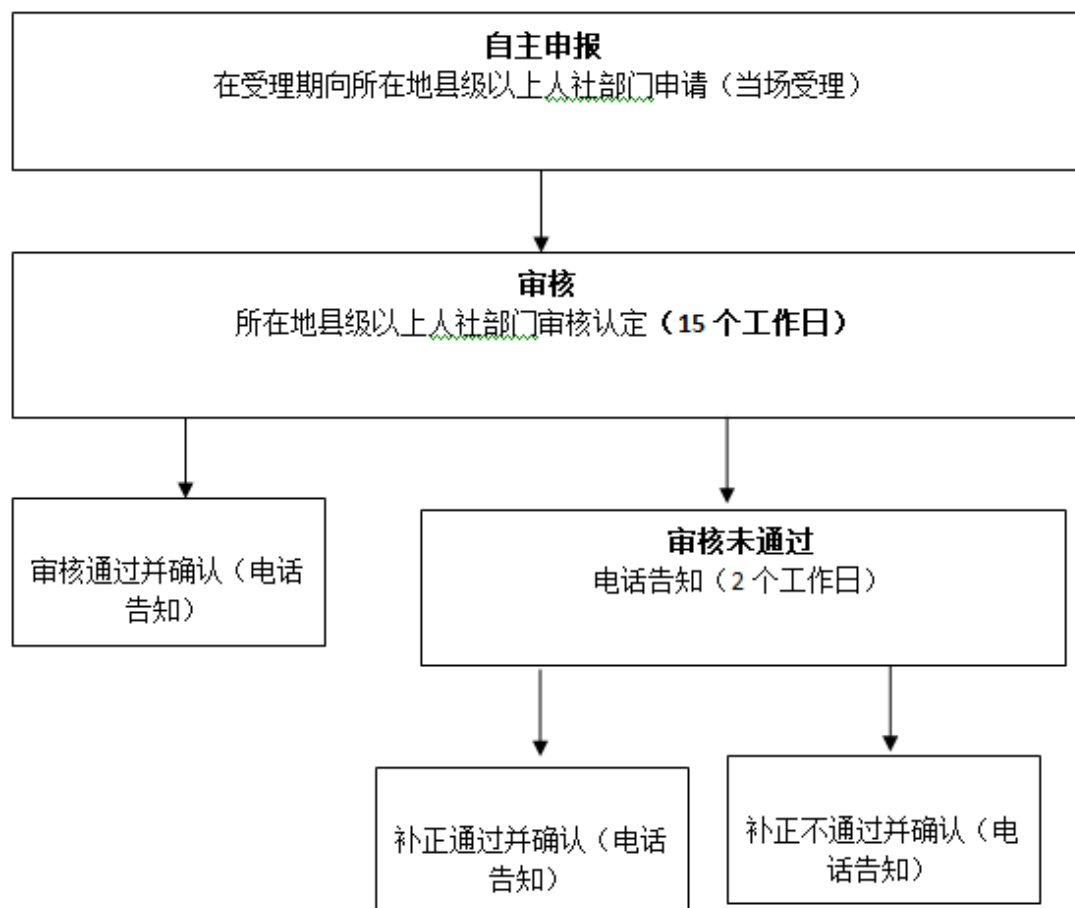 自主申报
在受理期向所在地县级以上人社部门申请（当场受理）
审核
所在地县级以上人社部门审核认定（15 个工作日）
审核通过并确认（电话
告知）
审核未通过
电话告知（2 个工作日）
补正通过并确认（电话
告知）
补正不通过并确认（电
话告知）